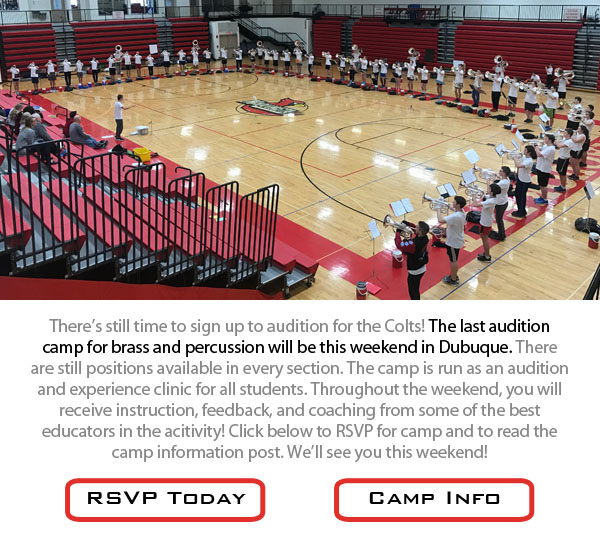 There's still time to sign up to audition for the Colts! The last audition
camp for brass and percussion will be this weekend in Dubuque. There
are still positions available in every section. The camp is run as an audition
and experience clinic for all students. Throughout the weekend, you will
receive instruction, feedback, and coaching from some of the best
educators in the acitivity! Click below to RSVP for camp and to read the
camp information post. We'll see you this weekend!
RSVP Today
Camp Info